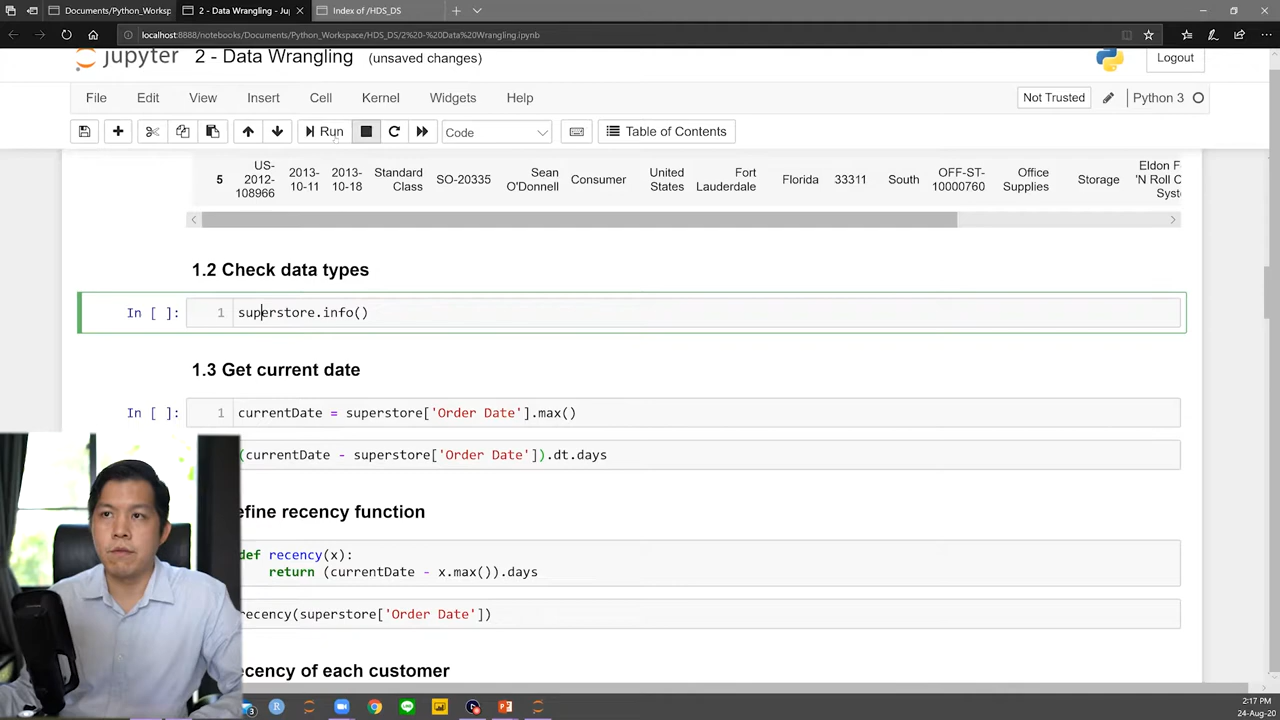 Documents/Python_Worksp
2 - Data Wrangling - Ju
Index of /HDS_DS
localhost:8888/notebooks/Documents/Python_Workspace/HDS_DS/2%20-%20Data%20Wrangling.ipynb
jupyter 2 - Data Wrangling (unsaved changes)
Logout
File Edit View Insert Cell Kernel Widgets Help
Not Trusted
Python 3
Run
Code
Table of Contents
5
US-2012-108966
2013-10-11
2013-10-18
Standard Class
SO-20335
Sean O'Donnell
Consumer
United States
Fort Lauderdale
Florida
33311
South
OFF-ST-10000760
Office Supplies
Storage
Eldon F
'N Roll C
Syst
1.2 Check data types
In [ ]:
1 superstore.info()
1.3 Get current date
In [ ]:
1 currentDate = superstore['Order Date'].max()
(currentDate - superstore['Order Date']).dt.days
efine recency function
def recency(x):
return (currentDate - x.max()).days
recency(superstore['Order Date'])
ecency of each customer
3
2:17 PM
24-Aug-20